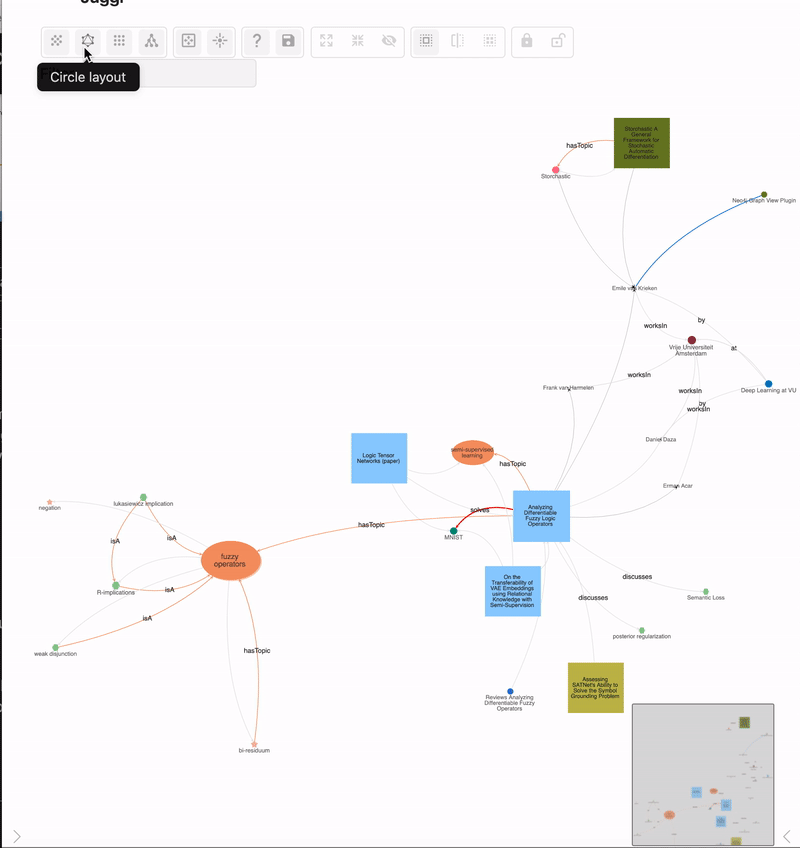 Juggl
?
Circle layout
Storchastic A
General
Framework for
Stochastic
Automatic
Differentiation
hasTopic
Storchastic
Neo4j Graph View Plugin
Emile van Krieken
by
worksIn
at
Vrije Universiteit
Amsterdam
worksIn
Frank van Harmelen
Deep Learning at VU
worksIn
by
worksIn
Daniel Daza
Logic Tensor
Networks (paper)
semi-supervised
learning
hasTopic
Erman Acar
lukasiewicz implication
negation
Analyzing
Differentiable
Fuzzy Logic
Operators
solves
hasTopic
MNIST
isA
isA
fuzzy
operators
On the
Transferability of
VAE Embeddings
using Relational
Knowledge with
Semi-Supervision
discusses
R-implications
isA
discusses
Semantic Loss
isA
posterior regularization
weak disjunction
hasTopic
Assessing
SATNet's Ability to
Solve the Symbol
Grounding Problem
Reviews Analyzing
Differentiable Fuzzy
Operators
bi-residuum